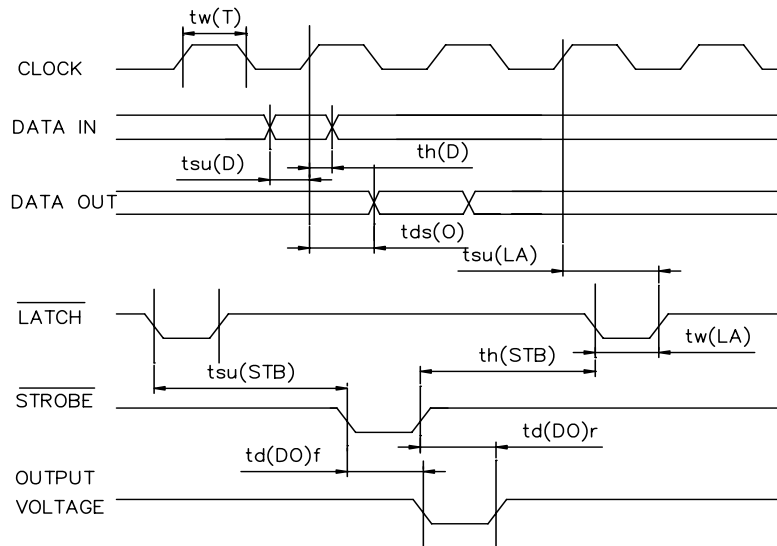 tw(T)
CLOCK
DATA IN
tsu(D)
th(D)
DATA OUT
tds(O)
tsu(LA)
LATCH
tw(LA)
tsu(STB)
th(STB)
STROBE
td(DO)f
td(DO)r
OUTPUT
VOLTAGE